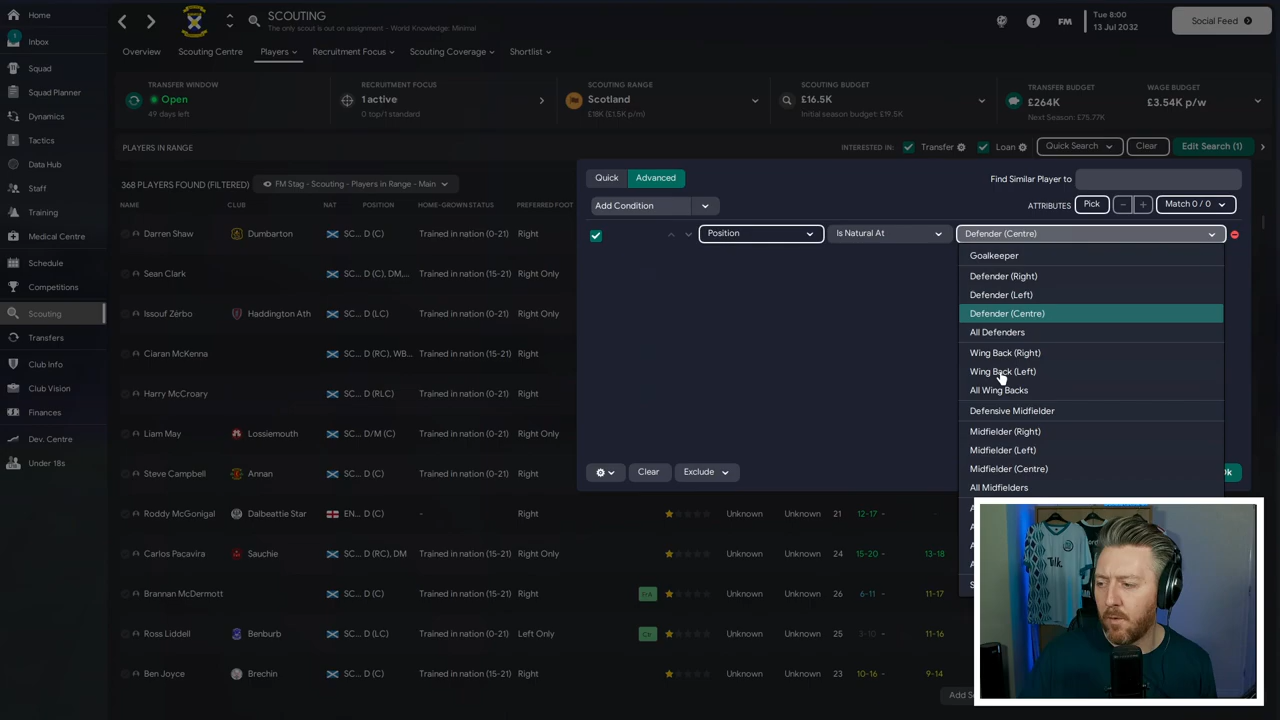 Home
SCOUTING
The only scout is out on assignment - World Knowledge: Minimal
FM
Tue 8:00
13 Jul 2032
Social Feed
1
Inbox
Overview
Scouting Centre
Players
Recruitment Focus
Scouting Coverage
Shortlist
Squad
Squad Planner
Dynamics
Tactics
Data Hub
Staff
Training
Medical Centre
Schedule
Competitions
Scouting
Transfers
Club Info
Club Vision
Finances
Dev. Centre
Under 18s
TRANSFER WINDOW
Open
49 days left
RECRUITMENT FOCUS
1 active
0 top/1 standard
SCOUTING RANGE
Scotland
£18K (£1.5K p/m)
SCOUTING BUDGET
£16.5K
Initial season budget: £19.5K
TRANSFER BUDGET
£264K
Next Season: £75.77K
WAGE BUDGET
£3.54K p/w
PLAYERS IN RANGE
INTERESTED IN:
Transfer
Loan
Quick Search
Clear
Edit Search (1)
368 PLAYERS FOUND (FILTERED)
FM Stag - Scouting - Players in Range - Main
Quick
Advanced
Find Similar Player to
Add Condition
ATTRIBUTES
Pick
Match 0 / 0
Position
Is Natural At
Defender (Centre)
Goalkeeper
Defender (Right)
Defender (Left)
Defender (Centre)
All Defenders
Wing Back (Right)
Wing Back (Left)
All Wing Backs
Defensive Midfielder
Midfielder (Right)
Midfielder (Left)
Midfielder (Centre)
All Midfielders
Clear
Exclude
Ok
NAME CLUB NAT POSITION HOME-GROWN STATUS PREFERRED FOOT
Darren Shaw Dumbarton SC... D (C) Trained in nation (0-21) Right
Sean Clark SC... D (C), DM,... Trained in nation (15-21) Right Only
Issouf Zérbo Haddington Ath SC... D (LC) Trained in nation (0-21) Right Only
Ciaran McKenna SC... D (RC), WB... Trained in nation (15-21) Right Only
Harry McCroary SC... D (RLC) Trained in nation (0-21) Right Only
Liam May Lossiemouth SC... D/M (C) Trained in nation (0-21) Right Only
Steve Campbell Annan SC... D (C) Trained in nation (0-21) Right Only
Roddy McGonigal Dalbeattie Star EN... D (C) - Right Unknown Unknown 21 12-17 - -
Carlos Pacavira Sauchie SC... D (RC), DM Trained in nation (15-21) Right Only Unknown Unknown 24 15-20 - 13-18
Brannan McDermott SC... D (LC) Trained in nation (0-21) Right FrA Unknown Unknown 26 6-11 - 11-17
Ross Liddell Benburb SC... D (LC) Trained in nation (0-21) Left Only Ctr Unknown Unknown 25 3-10 - 11-16
Ben Joyce Brechin SC... D (C) Trained in nation (15-21) Right Unknown Unknown 23 10-16 - 9-14